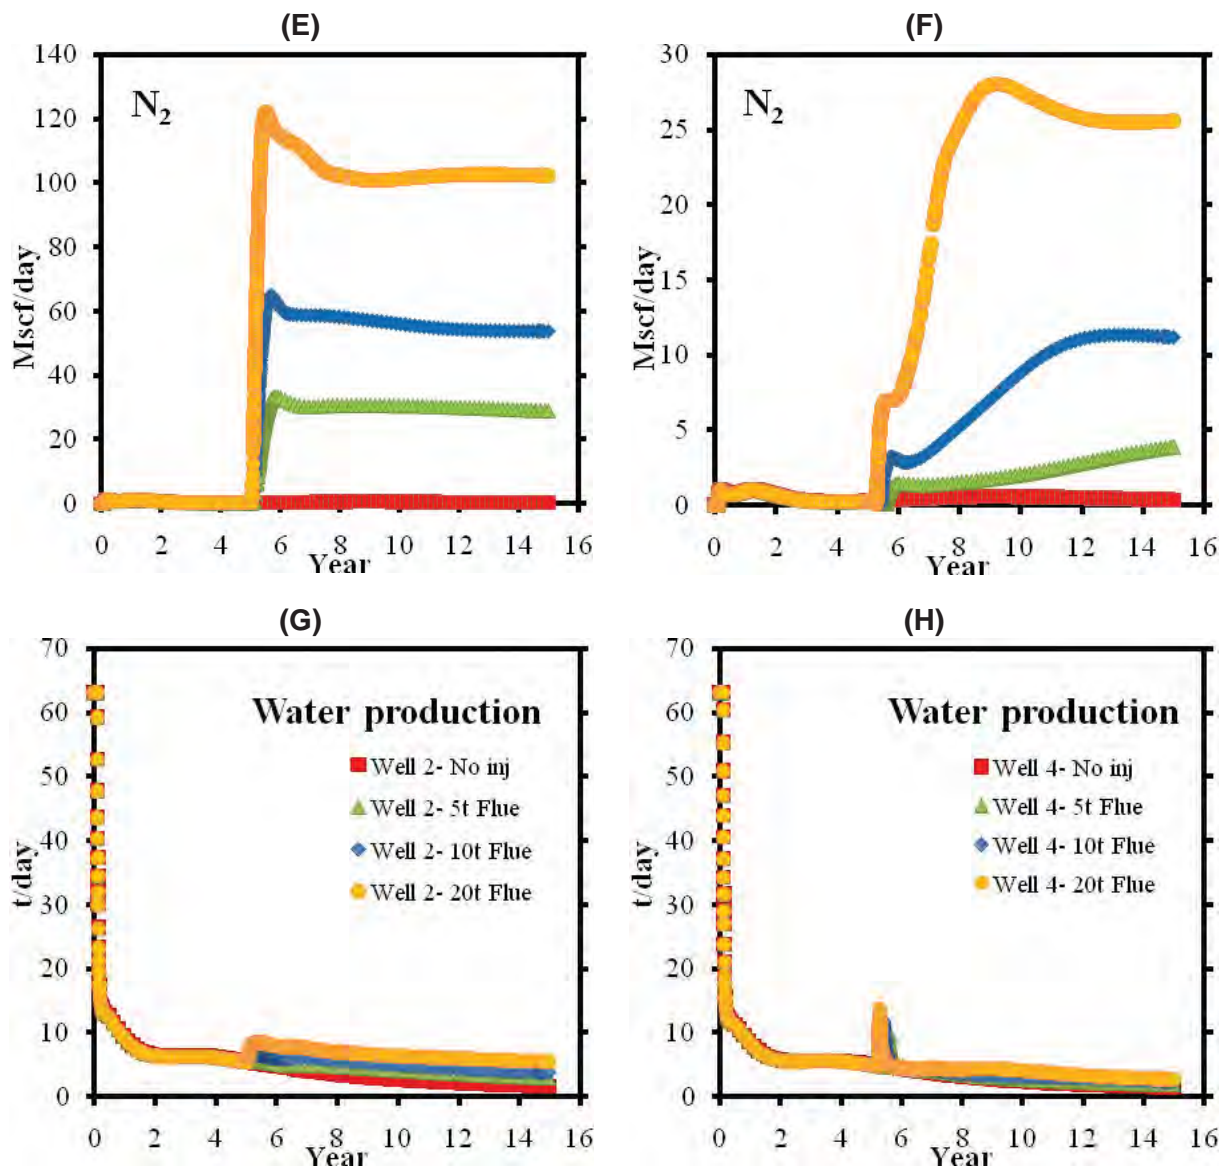 (E)
N2
Mscf/day
140
120
100
80
60
40
20
0
0 2 4 6 8 10 12 14 16
Year
(F)
N2
Mscf/day
30
25
20
15
10
5
0
0 2 4 6 8 10 12 14 16
Year
(G)
Water production
Well 2- No inj
Well 2- 5t Flue
Well 2- 10t Flue
Well 2- 20t Flue
t/day
70
60
50
40
30
20
10
0
0 2 4 6 8 10 12 14 16
Year
(H)
Water production
Well 4- No inj
Well 4- 5t Flue
Well 4- 10t Flue
Well 4- 20t Flue
t/day
70
60
50
40
30
20
10
0
0 2 4 6 8 10 12 14 16
Year